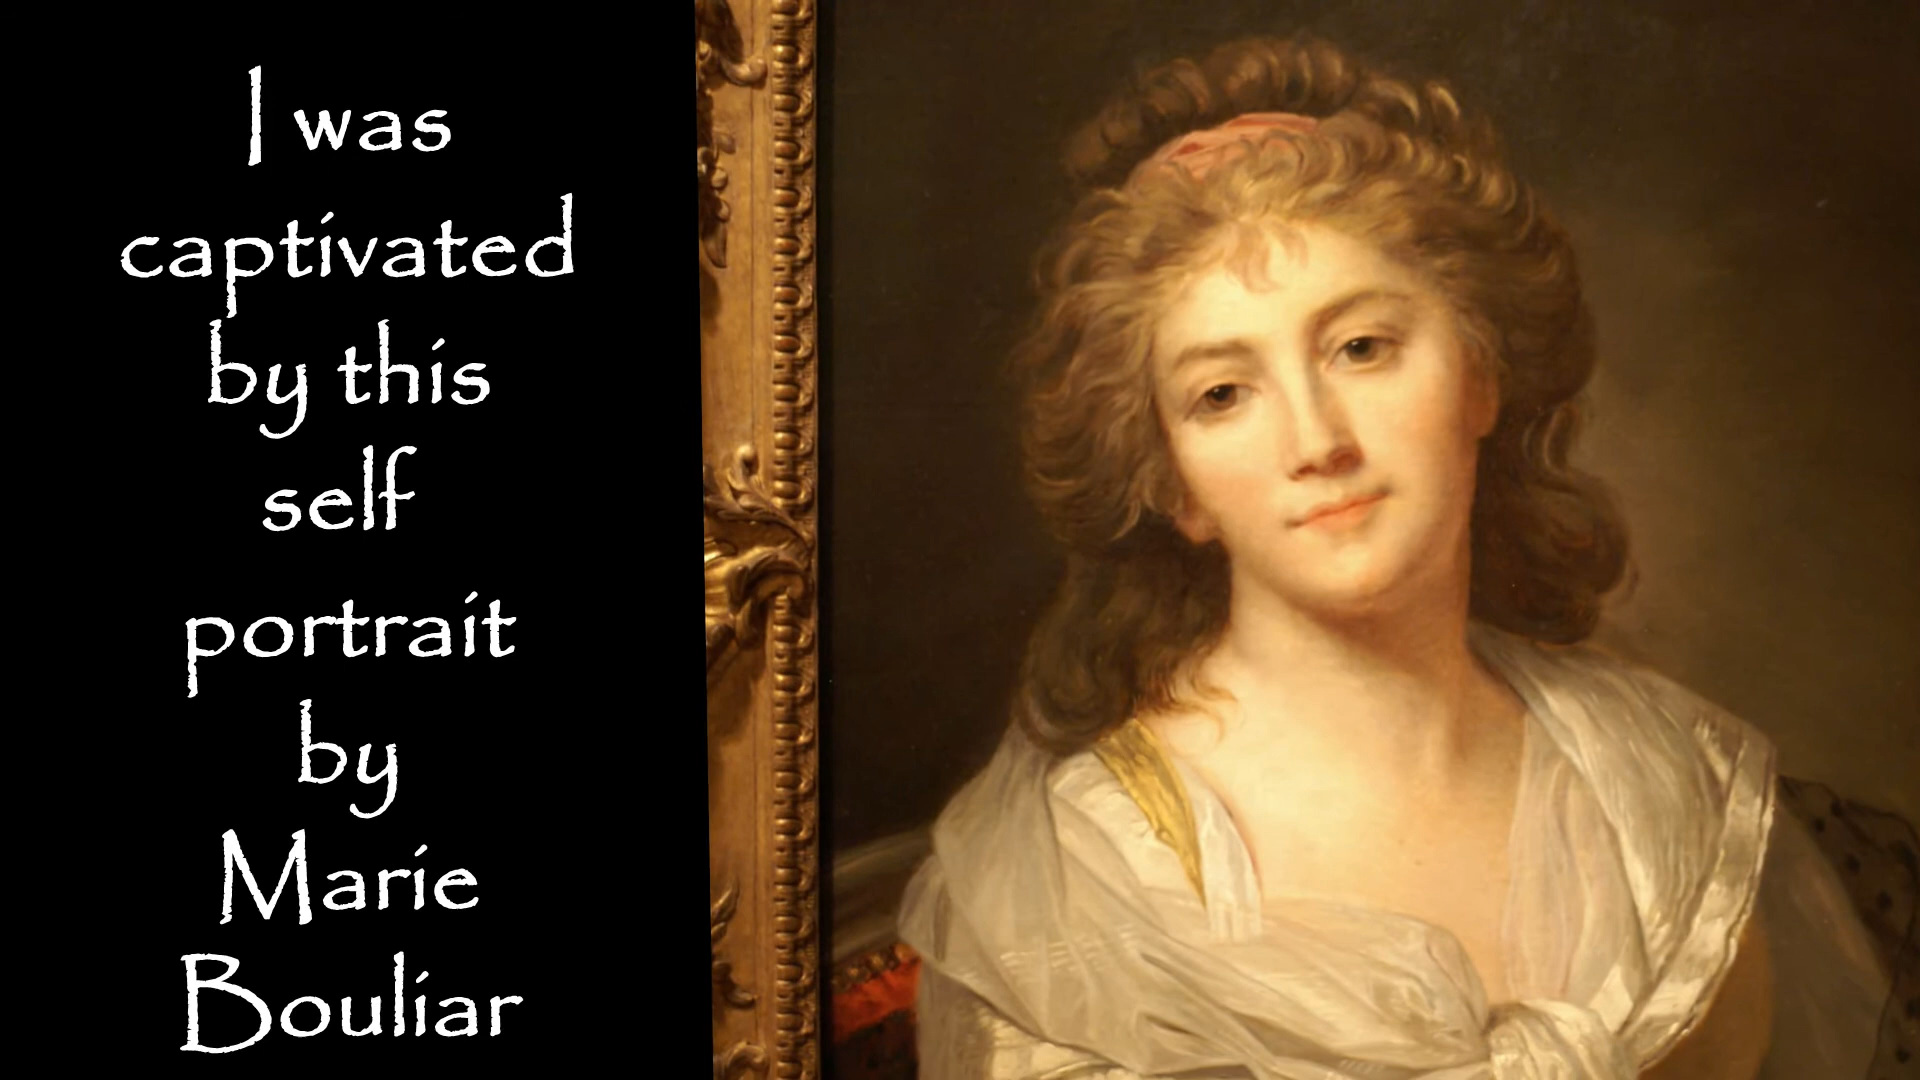 I was
captivated
by this
self
portrait
by
Marie
Bouliar